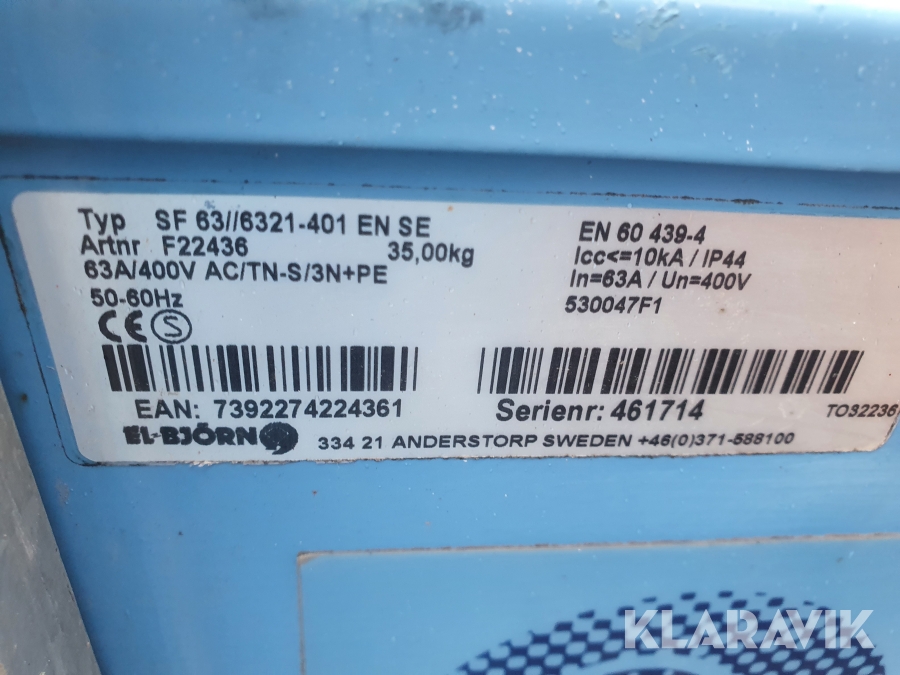 Typ SF 63//6321-401 EN SE
Artnr F22436 35,00kg
63A/400V AC/TN-S/3N+PE
50-60Hz
CE S
EN 60 439-4
Icc<=10kA / IP44
In=63A / Un=400V
530047F1
EAN: 7392274224361
Serienr: 461714
TOS2236
EL-BJÖRN
334 21 ANDERSTORP SWEDEN +46(0)371-588100
KLARAVIK